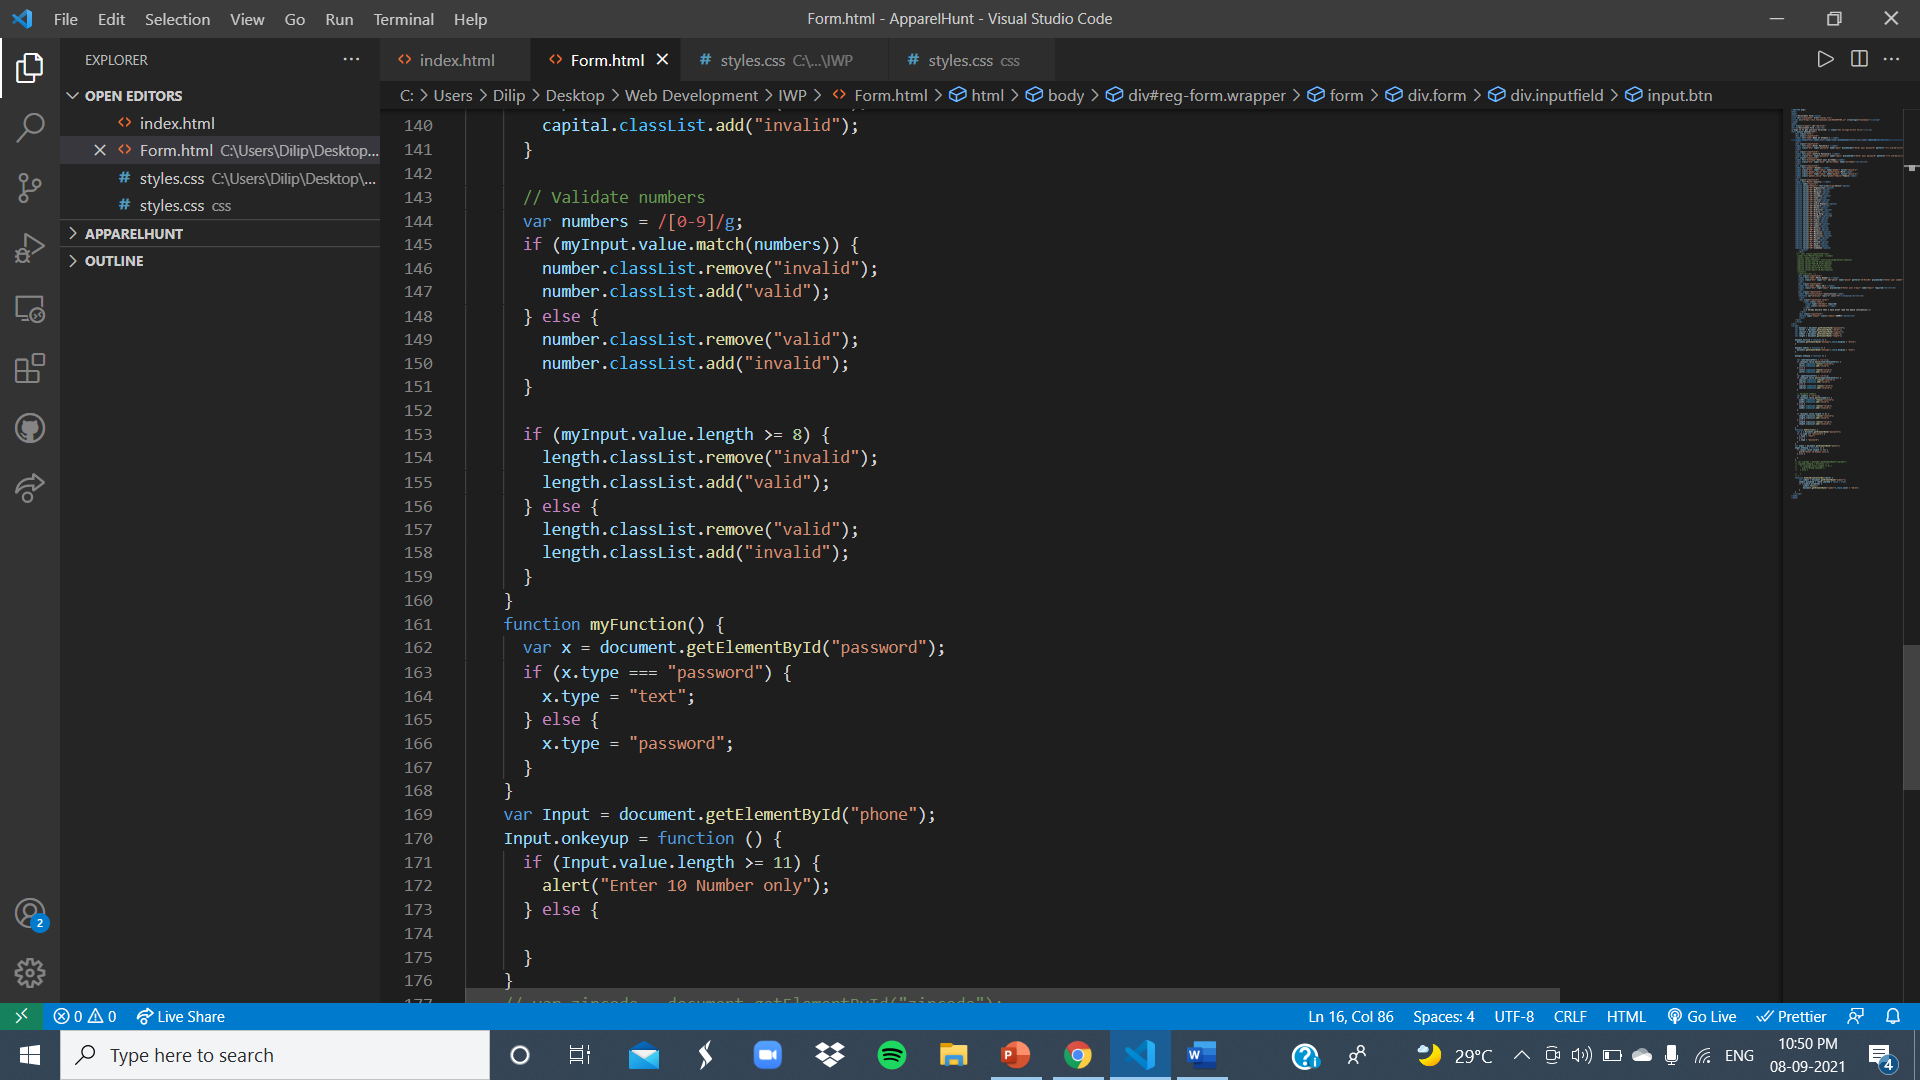 File Edit Selection View Go Run Terminal Help
Form.html - ApparelHunt - Visual Studio Code
EXPLORER
OPEN EDITORS
index.html
Form.html C:\Users\Dilip\Desktop...
styles.css C:\Users\Dilip\Desktop\...
styles.css css
APPARELHUNT
OUTLINE
index.html Form.html styles.css C:\...\IWP styles.css css
C: > Users > Dilip > Desktop > Web Development > IWP > Form.html > html > body > div#reg-form.wrapper > form > div.form > div.inputfield > input.btn
140 capital.classList.add("invalid");
141 }
142
143 // Validate numbers
144 var numbers = /[0-9]/g;
145 if (myInput.value.match(numbers)) {
146 number.classList.remove("invalid");
147 number.classList.add("valid");
148 } else {
149 number.classList.remove("valid");
150 number.classList.add("invalid");
151 }
152
153 if (myInput.value.length >= 8) {
154 length.classList.remove("invalid");
155 length.classList.add("valid");
156 } else {
157 length.classList.remove("valid");
158 length.classList.add("invalid");
159 }
160 }
161 function myFunction() {
162 var x = document.getElementById("password");
163 if (x.type === "password") {
164 x.type = "text";
165 } else {
166 x.type = "password";
167 }
168 }
169 var Input = document.getElementById("phone");
170 Input.onkeyup = function () {
171 if (Input.value.length >= 11) {
172 alert("Enter 10 Number only");
173 } else {
174
175 }
176 }
177 // var zipcode = document.getElementById("zipcode");
2
0 0 Live Share
Ln 16, Col 86 Spaces: 4 UTF-8 CRLF HTML Go Live Prettier
Type here to search
29°C ENG
10:50 PM
08-09-2021
4